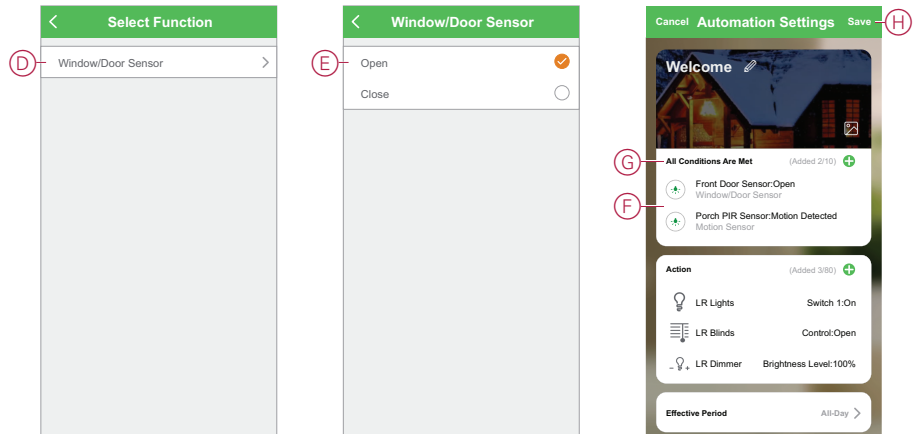 Select Function
D
Window/Door Sensor
Window/Door Sensor
E
Open
Close
Cancel Automation Settings Save
H
Welcome
G
All Conditions Are Met (Added 2/10)
F
Front Door Sensor:Open
Window/Door Sensor
Porch PIR Sensor:Motion Detected
Motion Sensor
Action (Added 3/80)
LR Lights Switch 1:On
LR Blinds Control:Open
LR Dimmer Brightness Level:100%
Effective Period All-Day